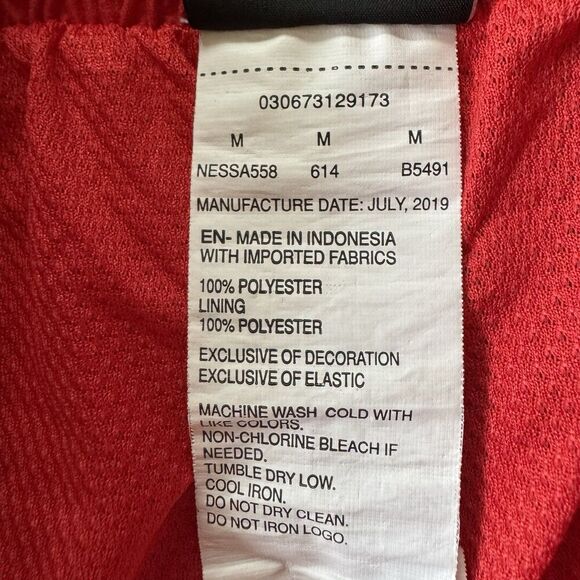 030673129173
M M M
NESSA558 614 B5491
MANUFACTURE DATE: JULY, 2019
EN- MADE IN INDONESIA
WITH IMPORTED FABRICS
100% POLYESTER
LINING
100% POLYESTER
EXCLUSIVE OF DECORATION
EXCLUSIVE OF ELASTIC
MACHINE WASH COLD WITH
LIKE COLORS.
NON-CHLORINE BLEACH IF
NEEDED.
TUMBLE DRY LOW.
COOL IRON.
DO NOT DRY CLEAN.
DO NOT IRON LOGO.